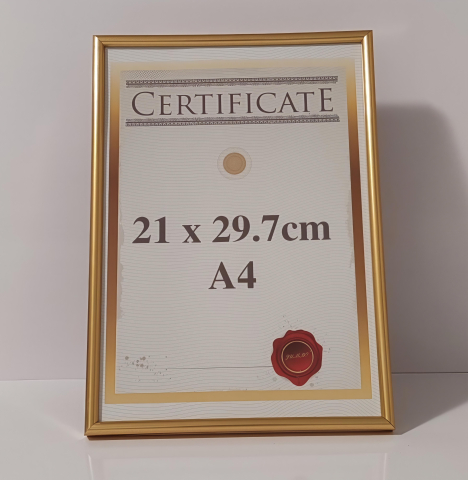 CERTIFICATE
21 x 29.7cm
A4